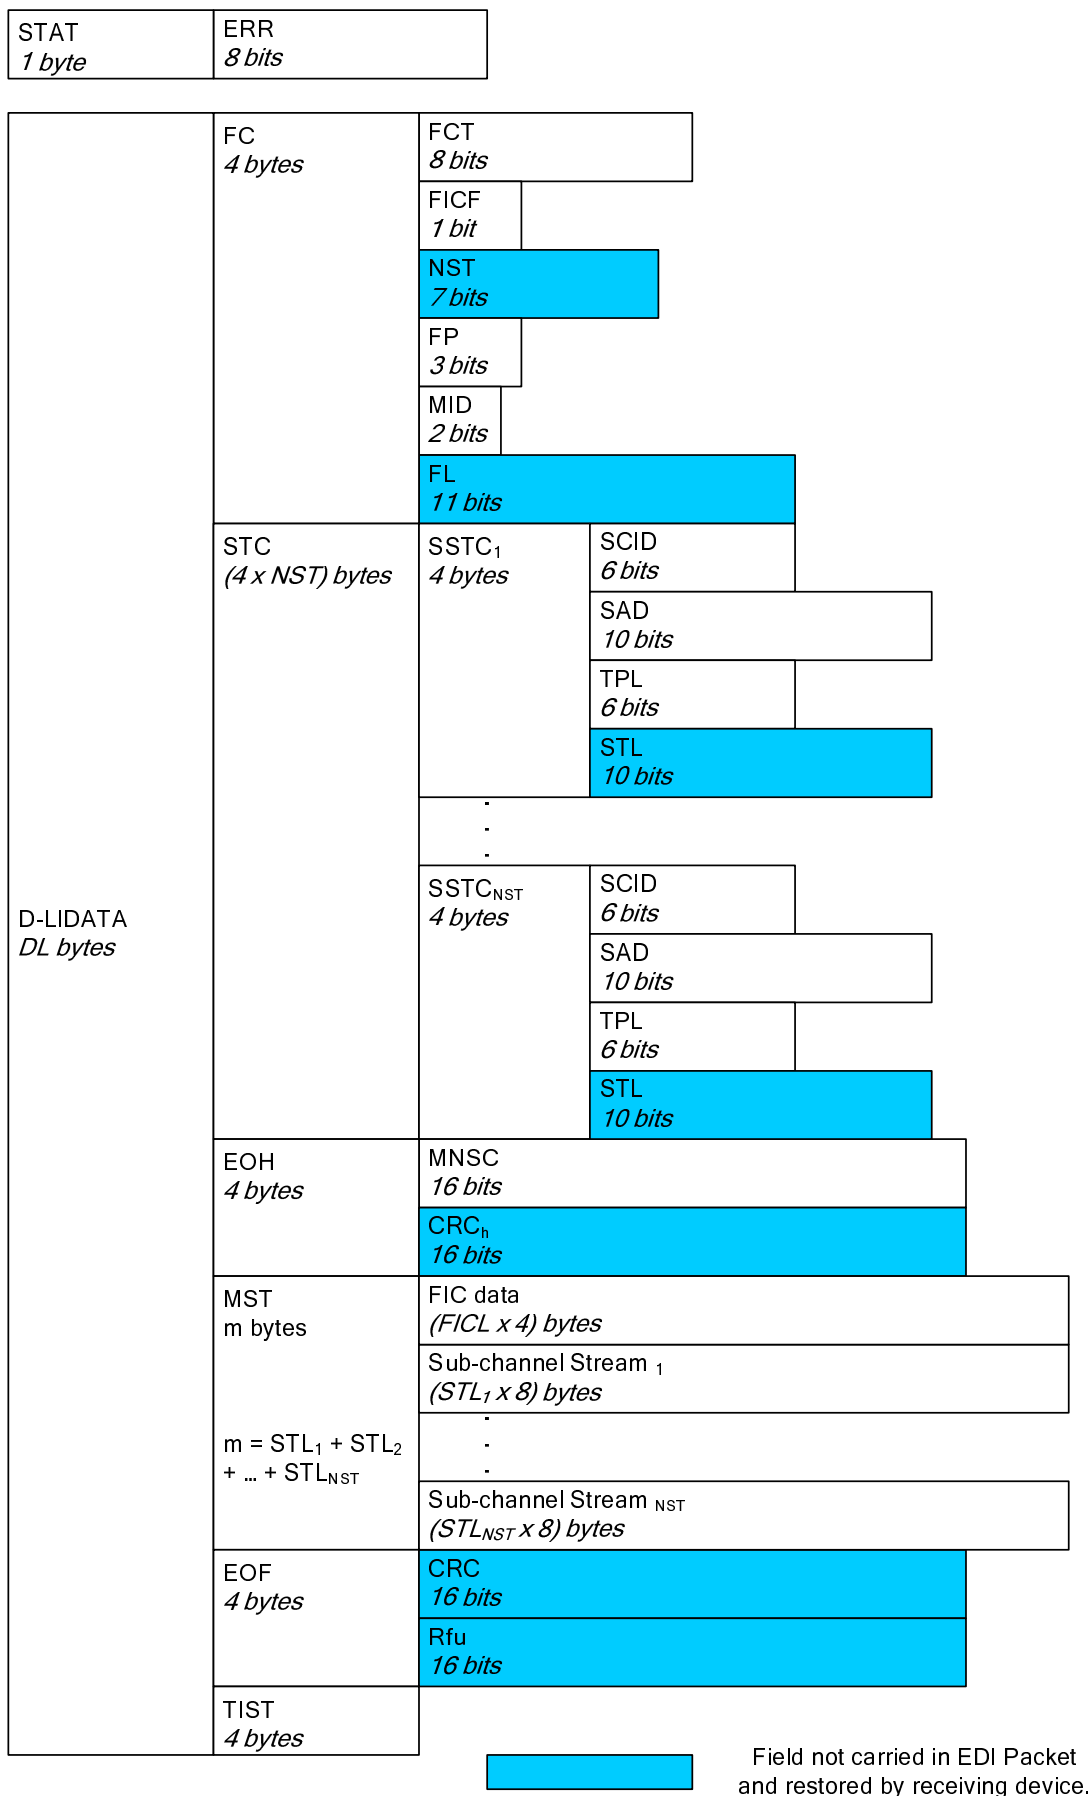 STAT
1 byte
ERR
8 bits
D-LIDATA
DL bytes
FC
4 bytes
FCT
8 bits
FICF
1 bit
NST
7 bits
FP
3 bits
MID
2 bits
FL
11 bits
STC
(4 x NST) bytes
SSTC1
4 bytes
SCID
6 bits
SAD
10 bits
TPL
6 bits
STL
10 bits
SSTCNST
4 bytes
SCID
6 bits
SAD
10 bits
TPL
6 bits
STL
10 bits
EOH
4 bytes
MNSC
16 bits
CRCh
16 bits
MST
m bytes
m = STL1 + STL2
+ ... + STLNST
FIC data
(FICL x 4) bytes
Sub-channel Stream 1
(STL1 x 8) bytes
Sub-channel Stream NST
(STLNST x 8) bytes
EOF
4 bytes
CRC
16 bits
Rfu
16 bits
TIST
4 bytes
Field not carried in EDI Packet
and restored by receiving device.